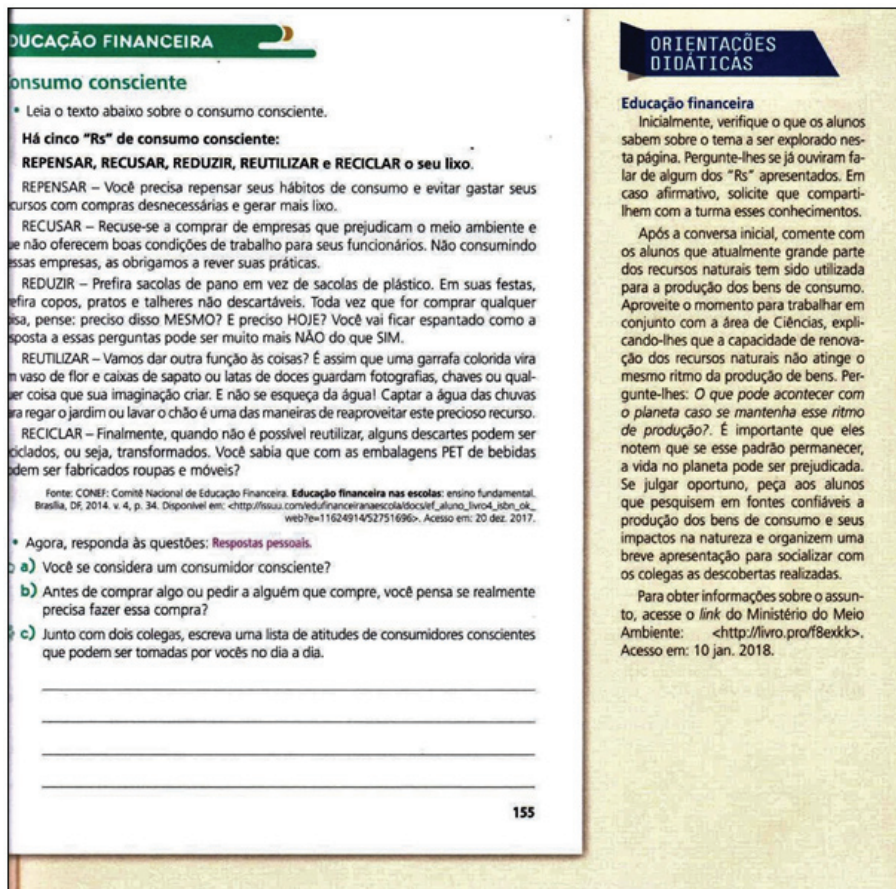 DUCAÇÃO FINANCEIRA
onsumo consciente
• Leia o texto abaixo sobre o consumo consciente.
Há cinco "Rs" de consumo consciente:
REPENSAR, RECUSAR, REDUZIR, REUTILIZAR e RECICLAR o seu lixo.
REPENSAR – Você precisa repensar seus hábitos de consumo e evitar gastar seus
cursos com compras desnecessárias e gerar mais lixo.
RECUSAR – Recuse-se a comprar de empresas que prejudicam o meio ambiente e
ue não oferecem boas condições de trabalho para seus funcionários. Não consumindo
essas empresas, as obrigamos a rever suas práticas.
REDUZIR – Prefira sacolas de pano em vez de sacolas de plástico. Em suas festas,
efira copos, pratos e talheres não descartáveis. Toda vez que for comprar qualquer
isa, pense: preciso disso MESMO? E preciso HOJE? Você vai ficar espantado como a
sposta a essas perguntas pode ser muito mais NÃO do que SIM.
REUTILIZAR – Vamos dar outra função às coisas? É assim que uma garrafa colorida vira
m vaso de flor e caixas de sapato ou latas de doces guardam fotografias, chaves ou qual-
uer coisa que sua imaginação criar. E não se esqueça da água! Captar a água das chuvas
ara regar o jardim ou lavar o chão é uma das maneiras de reaproveitar este precioso recurso.
RECICLAR – Finalmente, quando não é possível reutilizar, alguns descartes podem ser
ciclados, ou seja, transformados. Você sabia que com as embalagens PET de bebidas
odem ser fabricados roupas e móveis?
Fonte: CONEF: Comitê Nacional de Educação Financeira. Educação financeira nas escolas: ensino fundamental.
Brasília, DF, 2014. v. 4, p. 34. Disponível em: <http://issuu.com/edufinanceiranaescola/docs/ef_aluno_livro4_isbn_ok_
web?e=11624914/52751696>. Acesso em: 20 dez. 2017.
• Agora, responda às questões: Respostas pessoais.
a) Você se considera um consumidor consciente?
b) Antes de comprar algo ou pedir a alguém que compre, você pensa se realmente
precisa fazer essa compra?
c) Junto com dois colegas, escreva uma lista de atitudes de consumidores conscientes
que podem ser tomadas por vocês no dia a dia.
155
ORIENTAÇÕES
DIDÁTICAS
Educação financeira
Inicialmente, verifique o que os alunos
sabem sobre o tema a ser explorado nes-
ta página. Pergunte-lhes se já ouviram fa-
lar de algum dos "Rs" apresentados. Em
caso afirmativo, solicite que comparti-
lhem com a turma esses conhecimentos.
Após a conversa inicial, comente com
os alunos que atualmente grande parte
dos recursos naturais tem sido utilizada
para a produção dos bens de consumo.
Aproveite o momento para trabalhar em
conjunto com a área de Ciências, expli-
cando-lhes que a capacidade de renova-
ção dos recursos naturais não atinge o
mesmo ritmo da produção de bens. Per-
gunte-lhes: O que pode acontecer com
o planeta caso se mantenha esse ritmo
de produção?. É importante que eles
notem que se esse padrão permanecer,
a vida no planeta pode ser prejudicada.
Se julgar oportuno, peça aos alunos
que pesquisem em fontes confiáveis a
produção dos bens de consumo e seus
impactos na natureza e organizem uma
breve apresentação para socializar com
os colegas as descobertas realizadas.
Para obter informações sobre o assun-
to, acesse o link do Ministério do Meio
Ambiente: <http://livro.pro/f8exkk>.
Acesso em: 10 jan. 2018.